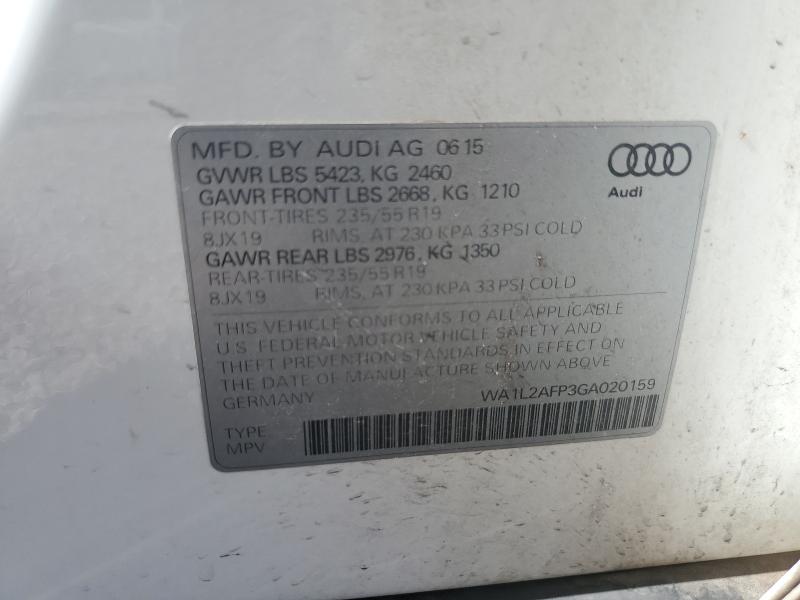 MFD. BY AUDI AG 06 15
GVWR LBS 5423, KG 2460
GAWR FRONT LBS 2668, KG 1210
FRONT-TIRES 235/55 R19
8JX19 RIMS, AT 230 KPA 33 PSI COLD
GAWR REAR LBS 2976, KG 1350
REAR-TIRES 235/55 R19
8JX19 RIMS, AT 230 KPA 33 PSI COLD
THIS VEHICLE CONFORMS TO ALL APPLICABLE
U.S. FEDERAL MOTOR VEHICLE SAFETY AND
THEFT PREVENTION STANDARDS IN EFFECT ON
THE DATE OF MANUFACTURE SHOWN ABOVE
GERMANY WA1L2AFP3GA020159
TYPE
MPV
Audi